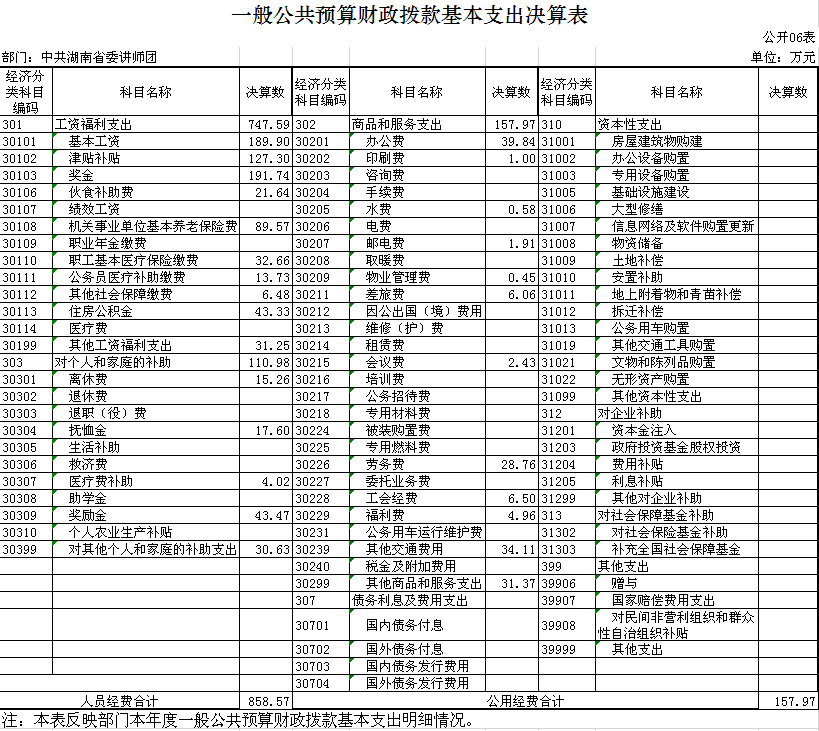 一般公共预算财政拨款基本支出决算表
公开06表
部门：中共湖南省委讲师团 单位：万元
经济分类科目编码 科目名称 决算数 经济分类科目编码 科目名称 决算数 经济分类科目编码 科目名称 决算数
301 工资福利支出 747.59 302 商品和服务支出 157.97 310 资本性支出
30101 基本工资 189.90 30201 办公费 39.84 31001 房屋建筑物购建
30102 津贴补贴 127.30 30202 印刷费 1.00 31002 办公设备购置
30103 奖金 191.74 30203 咨询费 31003 专用设备购置
30106 伙食补助费 21.64 30204 手续费 31005 基础设施建设
30107 绩效工资 30205 水费 0.58 31006 大型修缮
30108 机关事业单位基本养老保险费 89.57 30206 电费 31007 信息网络及软件购置更新
30109 职业年金缴费 30207 邮电费 1.91 31008 物资储备
30110 职工基本医疗保险缴费 32.66 30208 取暖费 31009 土地补偿
30111 公务员医疗补助缴费 13.73 30209 物业管理费 0.45 31010 安置补助
30112 其他社会保障缴费 6.48 30211 差旅费 6.06 31011 地上附着物和青苗补偿
30113 住房公积金 43.33 30212 因公出国（境）费用 31012 拆迁补偿
30114 医疗费 30213 维修（护）费 31013 公务用车购置
30199 其他工资福利支出 31.25 30214 租赁费 31019 其他交通工具购置
303 对个人和家庭的补助 110.98 30215 会议费 2.43 31021 文物和陈列品购置
30301 离休费 15.26 30216 培训费 31022 无形资产购置
30302 退休费 30217 公务招待费 31099 其他资本性支出
30303 退职（役）费 30218 专用材料费 312 对企业补助
30304 抚恤金 17.60 30224 被装购置费 31201 资本金注入
30305 生活补助 30225 专用燃料费 31203 政府投资基金股权投资
30306 救济费 30226 劳务费 28.76 31204 费用补贴
30307 医疗费补助 4.02 30227 委托业务费 31205 利息补贴
30308 助学金 30228 工会经费 6.50 31299 其他对企业补助
30309 奖励金 43.47 30229 福利费 4.96 313 对社会保障基金补助
30310 个人农业生产补贴 30231 公务用车运行维护费 31302 对社会保险基金补助
30399 对其他个人和家庭的补助支出 30.63 30239 其他交通费用 34.11 31303 补充全国社会保障基金
30240 税金及附加费用 399 其他支出
30299 其他商品和服务支出 31.37 39906 赠与
307 债务利息及费用支出 39907 国家赔偿费用支出
30701 国内债务付息 39908 对民间非营利组织和群众性自治组织补贴
30702 国外债务付息 39999 其他支出
30703 国内债务发行费用
30704 国外债务发行费用
人员经费合计 858.57 公用经费合计 157.97
注：本表反映部门本年度一般公共预算财政拨款基本支出明细情况。